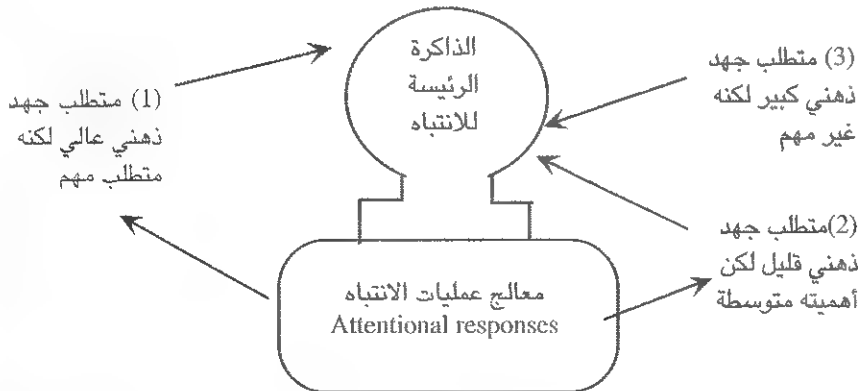 الذاكرة
الرئيسة
للانتباه
(1) متطلب جهد
ذهني عالي لكنه
متطلب مهم
(3) متطلب جهد
ذهني كبير لكنه
غير مهم
(2)متطلب جهد
ذهني قليل لكن
أهميته متوسطة
معالج عمليات الانتباه
Attentional responses